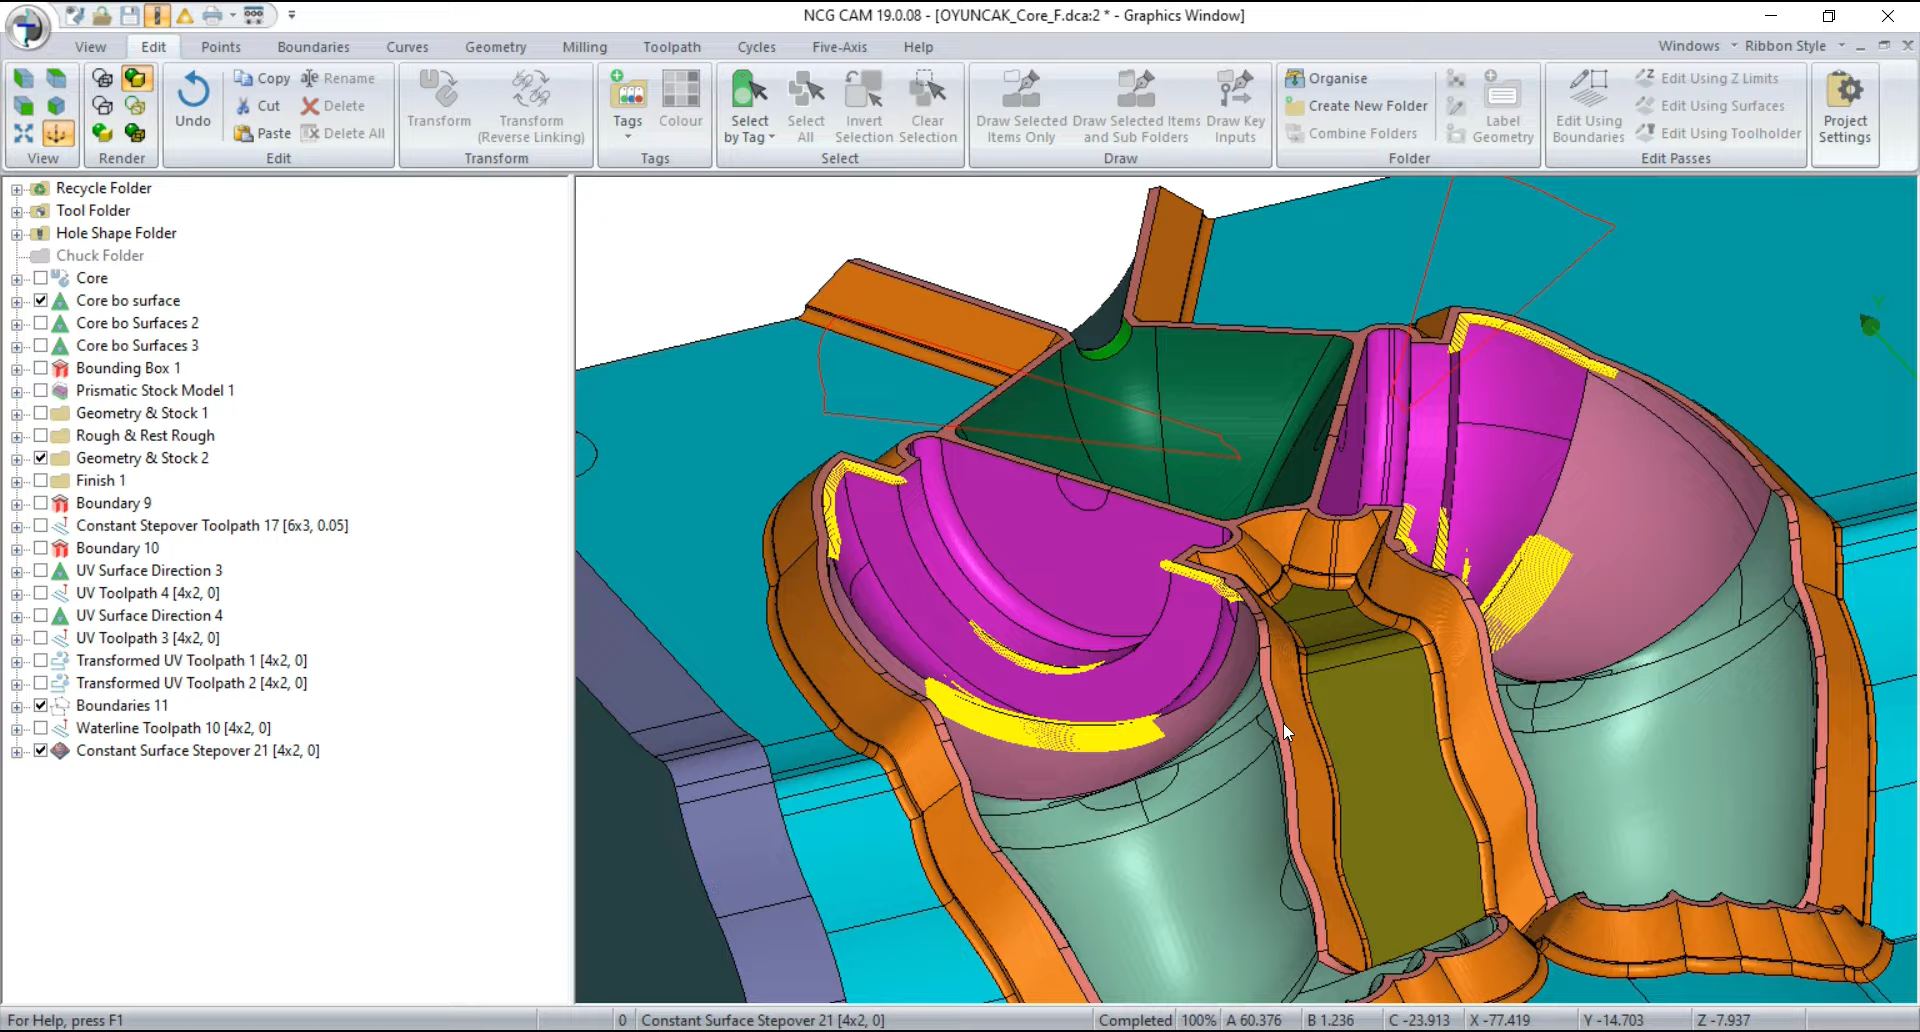 NCG CAM 19.0.08 - [OYUNCAK_Core_F.dca:2 * - Graphics Window]
View Edit Points Boundaries Curves Geometry Milling Toolpath Cycles Five-Axis Help Windows Ribbon Style
Copy Rename
Cut Delete
Paste Delete All
Undo
Transform
Transform (Reverse Linking)
Tags
Colour
Select by Tag
Select All
Invert Selection
Clear Selection
Draw Selected Items Only
Draw Selected Items and Sub Folders
Draw Key Inputs
Organise
Create New Folder
Combine Folders
Label Geometry
Edit Using Boundaries
Edit Using Z Limits
Edit Using Surfaces
Edit Using Toolholder
Project Settings
View Render Edit Transform Tags Select Draw Folder Edit Passes
Recycle Folder
Tool Folder
Hole Shape Folder
Chuck Folder
Core
Core bo surface
Core bo Surfaces 2
Core bo Surfaces 3
Bounding Box 1
Prismatic Stock Model 1
Geometry & Stock 1
Rough & Rest Rough
Geometry & Stock 2
Finish 1
Boundary 9
Constant Stepover Toolpath 17 [6x3, 0.05]
Boundary 10
UV Surface Direction 3
UV Toolpath 4 [4x2, 0]
UV Surface Direction 4
UV Toolpath 3 [4x2, 0]
Transformed UV Toolpath 1 [4x2, 0]
Transformed UV Toolpath 2 [4x2, 0]
Boundaries 11
Waterline Toolpath 10 [4x2, 0]
Constant Surface Stepover 21 [4x2, 0]
Y
For Help, press F1 0 Constant Surface Stepover 21 [4x2, 0] Completed 100% A 60.376 B 1.236 C -23.913 X -77.419 Y -14.703 Z -7.937